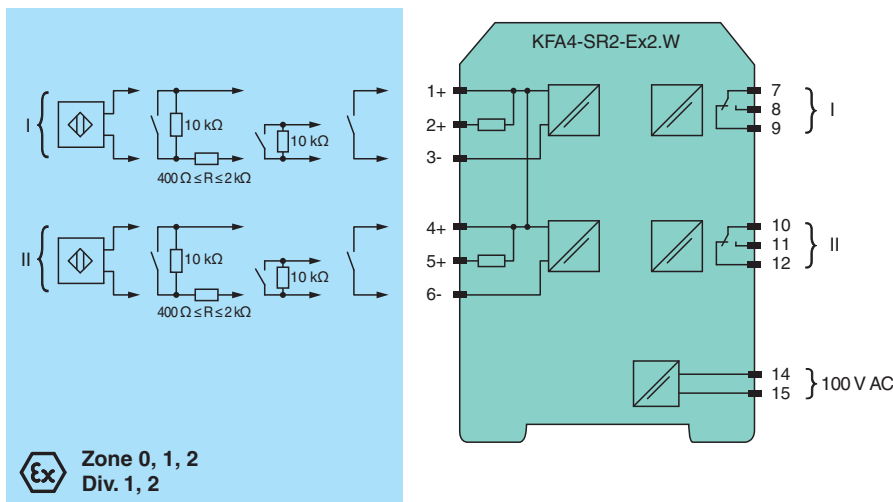 KFA4-SR2-Ex2.W
I
10 kΩ
10 kΩ
400 Ω ≤ R ≤ 2 kΩ
1+
2+
3-
7
8
9
I
II
10 kΩ
10 kΩ
400 Ω ≤ R ≤ 2 kΩ
4+
5+
6-
10
11
12
II
14
15
100 V AC
Ex
Zone 0, 1, 2
Div. 1, 2